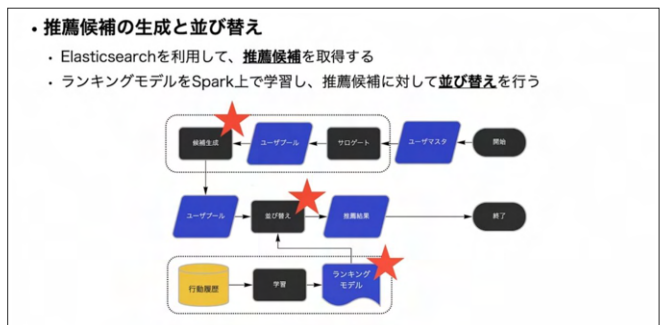 ・推薦候補の生成と並び替え
・Elasticsearchを利用して、推薦候補を取得する
・ランキングモデルをSpark上で学習し、推薦候補に対して並び替えを行う
候補生成 ユーザプール サロゲート ユーザマスタ 開始
ユーザプール 並び替え 推薦結果 終了
行動履歴 学習 ランキング
モデル